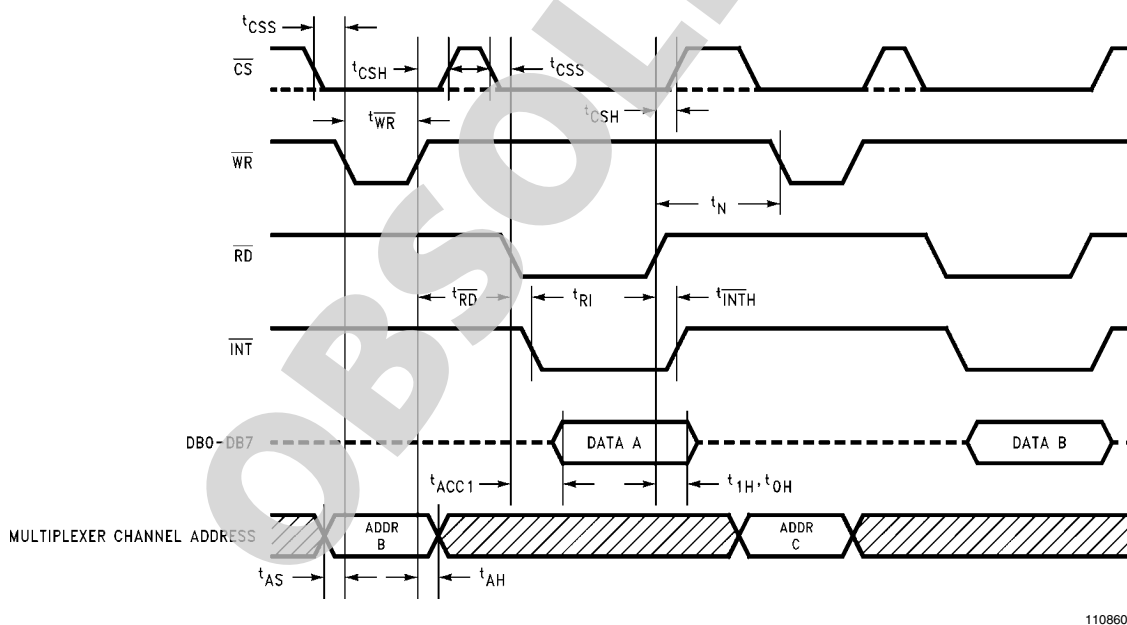 OBSOL
tCSS
CS
tCSH
tCSS
tCSH
tWR
WR
tN
RD
tRD
tRI
tINTH
INT
DB0-DB7
DATA A
DATA B
tACC1
t1H, t0H
MULTIPLEXER CHANNEL ADDRESS
ADDR
B
ADDR
C
tAS
tAH
110860